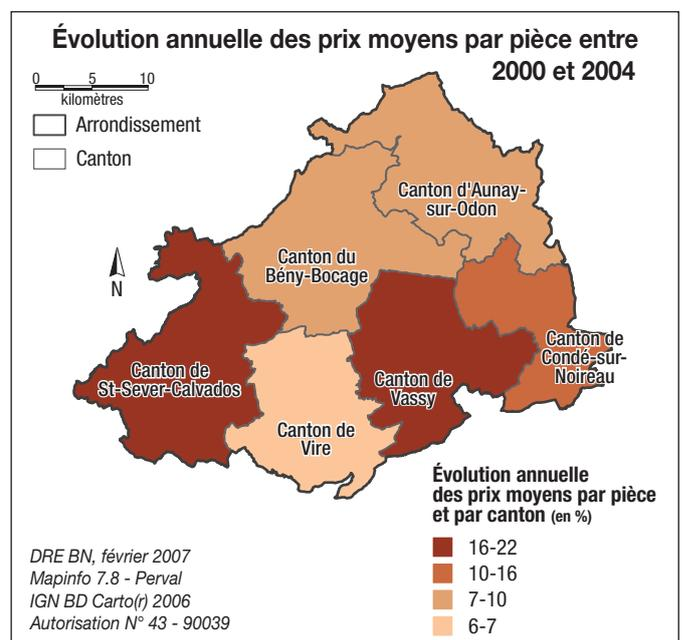 Évolution annuelle des prix moyens par pièce entre
2000 et 2004
0 5 10
kilomètres
Arrondissement
Canton
N
Canton d'Aunay-
sur-Odon
Canton du
Bény-Bocage
Canton de
Condé-sur-
Noireau
Canton de
St-Sever-Calvados
Canton de
Vassy
Canton de
Vire
Évolution annuelle
des prix moyens par pièce
et par canton (en %)
16-22
10-16
7-10
6-7
DRE BN, février 2007
Mapinfo 7.8 - Perval
IGN BD Carto(r) 2006
Autorisation N° 43 - 90039